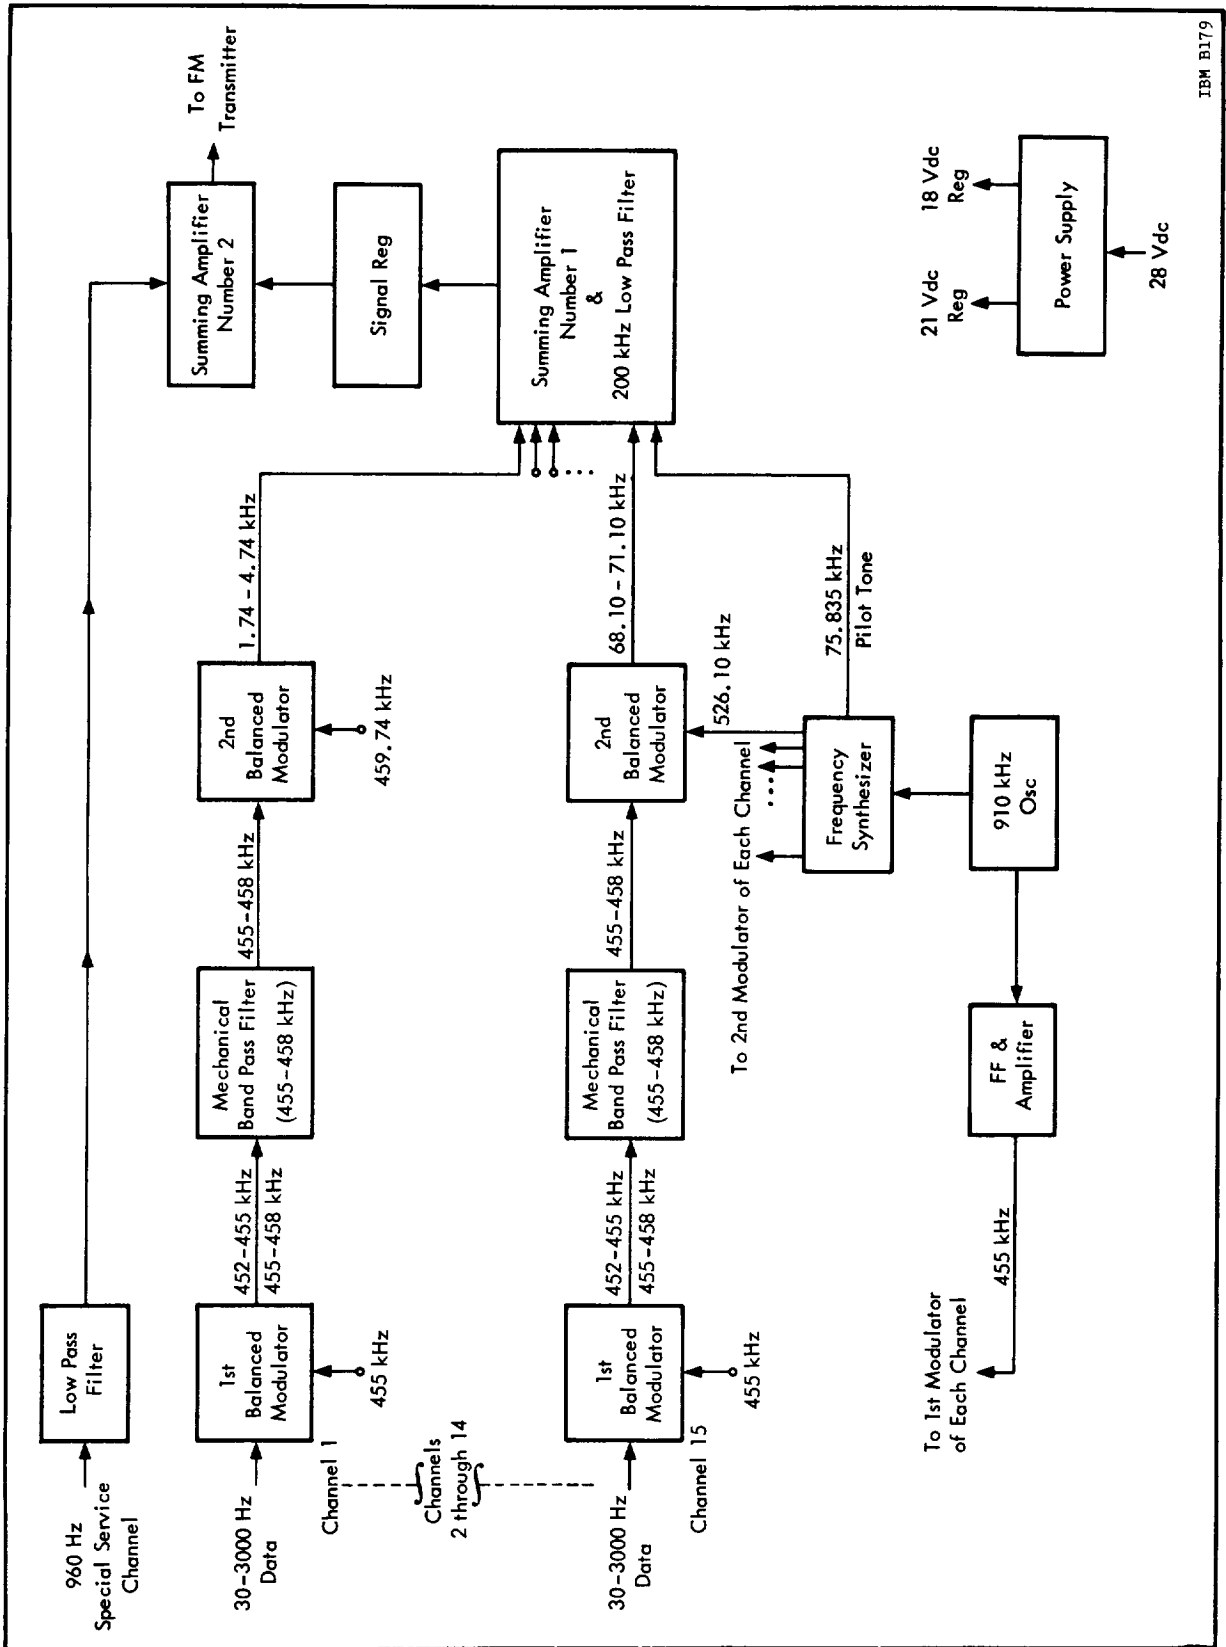 960 Hz
Special Service
Channel
Low Pass
Filter
Summing Amplifier
Number 2
To FM
Transmitter
Signal Reg
30-3000 Hz
Data
Channel 1
1st
Balanced
Modulator
455 kHz
452-455 kHz
455-458 kHz
Mechanical
Band Pass Filter
(455-458 kHz)
455-458 kHz
2nd
Balanced
Modulator
459.74 kHz
1.74 - 4.74 kHz
Summing Amplifier
Number 1
&
200 kHz Low Pass Filter
Channels
2 through 14
30-3000 Hz
Data
Channel 15
1st
Balanced
Modulator
455 kHz
452-455 kHz
455-458 kHz
Mechanical
Band Pass Filter
(455-458 kHz)
455-458 kHz
2nd
Balanced
Modulator
68.10 - 71.10 kHz
526.10 kHz
To 2nd Modulator of Each Channel
...
Frequency
Synthesizer
75.835 kHz
Pilot Tone
910 kHz
Osc
FF &
Amplifier
455 kHz
To 1st Modulator
of Each Channel
21 Vdc
Reg
18 Vdc
Reg
Power Supply
28 Vdc
IBM B179